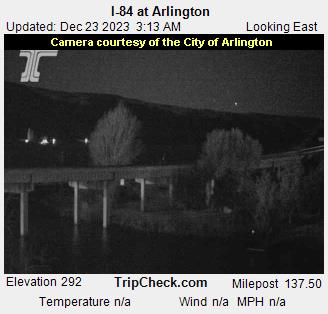 I-84 at Arlington
Updated: Dec 23 2023 3:13 AM Looking East
Camera courtesy of the City of Arlington
Elevation 292 TripCheck.com Milepost 137.50
Temperature n/a Wind n/a MPH n/a